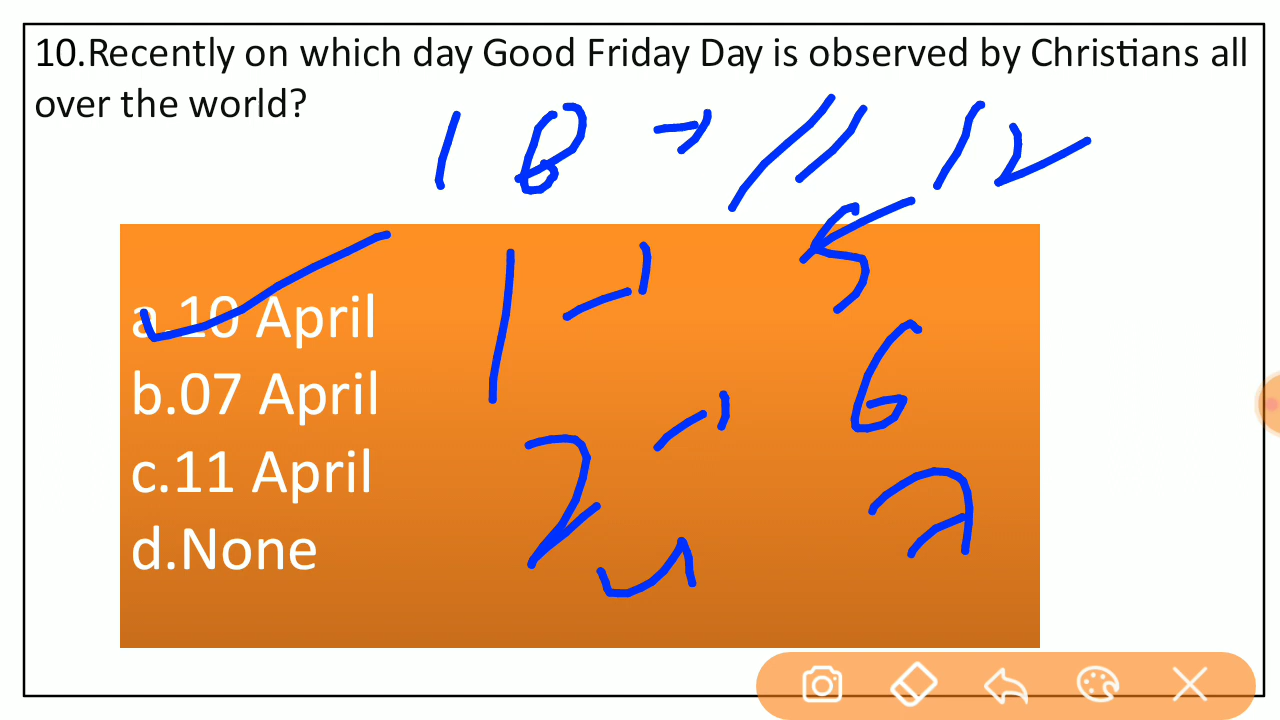 10.Recently on which day Good Friday Day is observed by Christians all
over the world?
a.10 April
b.07 April
c.11 April
d.None